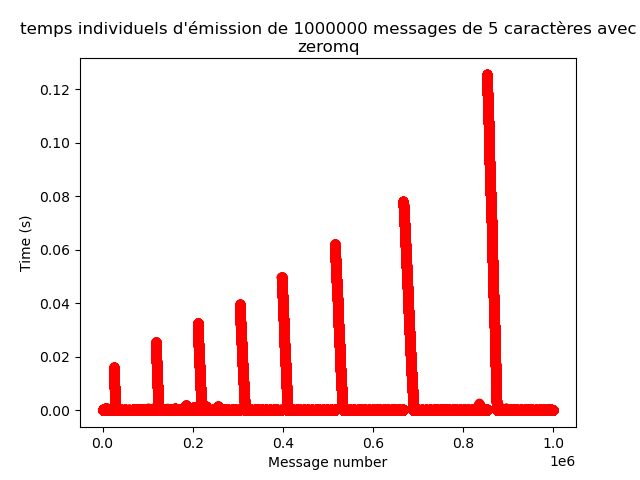 temps individuels d'émission de 1000000 messages de 5 caractères avec
zeromq
0.12
0.10
0.08
0.06
0.04
0.02
0.00
Time (s)
0.0 0.2 0.4 0.6 0.8 1.0
Message number
1e6